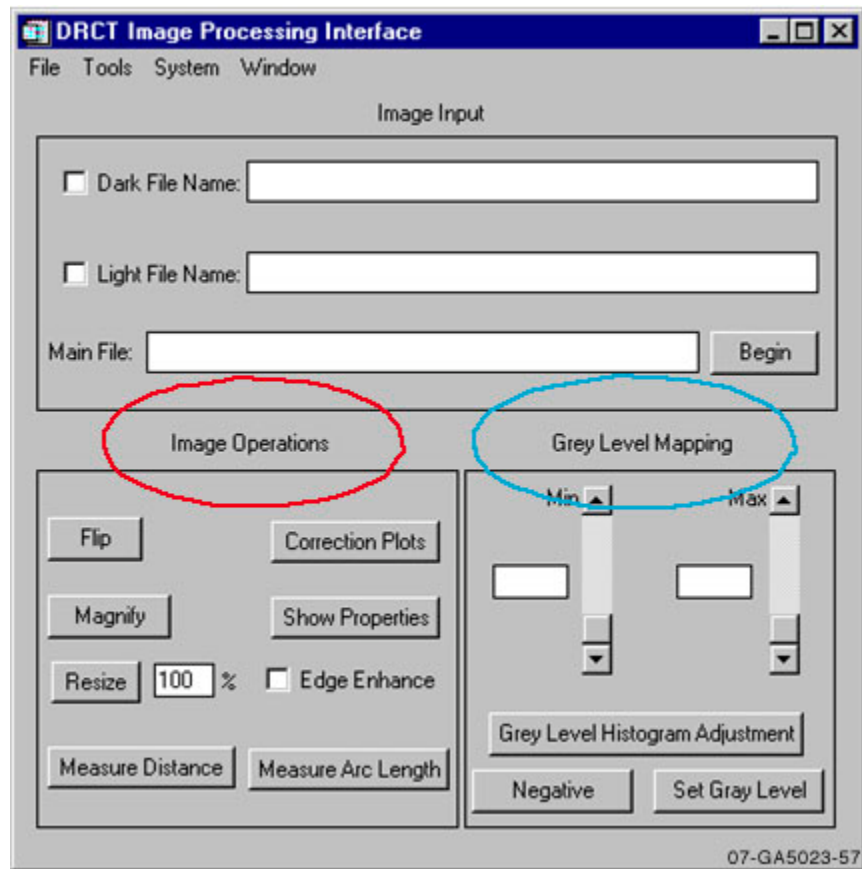 DRCT Image Processing Interface
File Tools System Window
Image Input
Dark File Name:
Light File Name:
Main File: Begin
Image Operations
Flip
Correction Plots
Magnify
Show Properties
Resize 100 %
Edge Enhance
Measure Distance
Measure Arc Length
Grey Level Mapping
Min Max
Grey Level Histogram Adjustment
Negative
Set Gray Level
07-GA5023-57